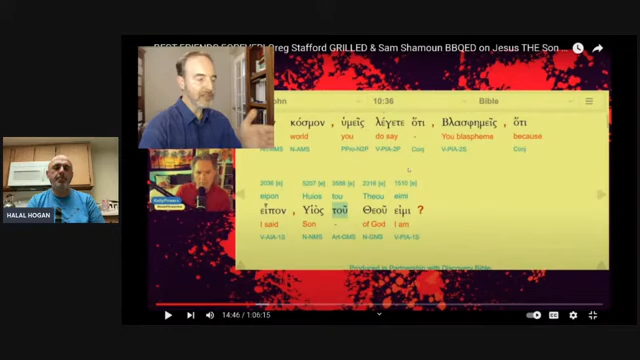 BEST FRIENDS FOREVER! Greg Stafford GRILLED & Sam Shamoun BBQED on Jesus THE Son ...
John 10:36 Bible
κόσμον , ὑμεῖς λέγετε ὅτι , Βλασφημεῖς , ὅτι
world you do say - You blaspheme because
N-AMS PPro-N2P V-PIA-2P Conj V-PIA-2S Conj
2036 [e] 5207 [e] 3588 [e] 2316 [e] 1510 [e]
eipon Huios tou Theou eimi
εἶπον , Υἱὸς τοῦ Θεοῦ εἰμι ?
I said Son - of God I am
V-AIA-1S N-NMS Art-GMS N-GMS V-PIA-1S
Produced in Partnership with Discovery Bible
HALAL HOGAN
14:46 / 1:06:15